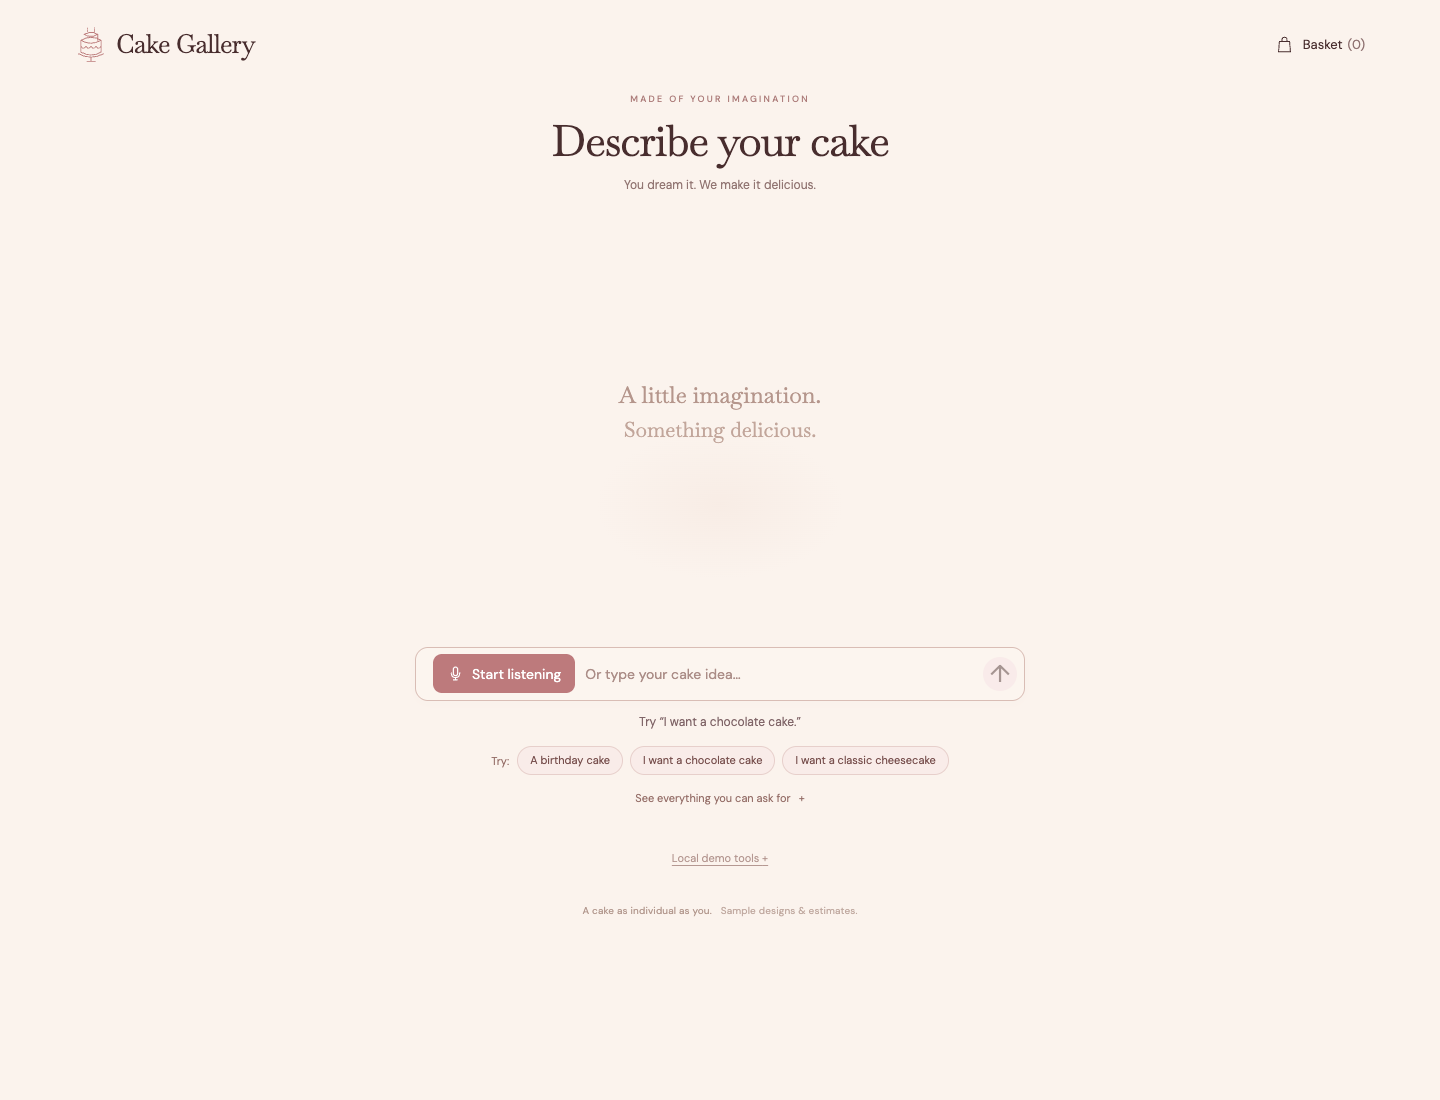 Cake Gallery
Basket (0)
MADE OF YOUR IMAGINATION
Describe your cake
You dream it. We make it delicious.
A little imagination.
Something delicious.
Start listening
Or type your cake idea...
Try “I want a chocolate cake.”
Try: A birthday cake I want a chocolate cake I want a classic cheesecake
See everything you can ask for +
Local demo tools +
A cake as individual as you. Sample designs & estimates.